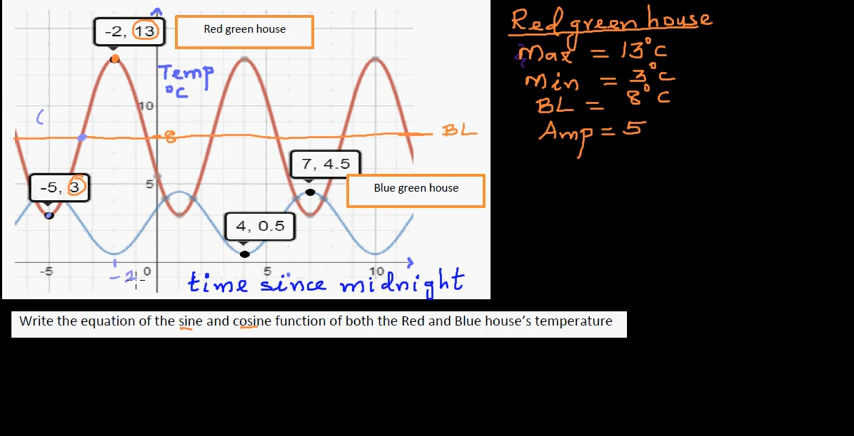 -2, 13
Red green house
Temp
°C
10
(
8
BL
-5, 3
5
7, 4.5
Blue green house
4, 0.5
-5
0
5
10
time since midnight
Red green house
Max = 13°C
Min = 3°C
BL = 8°C
Amp = 5
Write the equation of the sine and cosine function of both the Red and Blue house's temperature